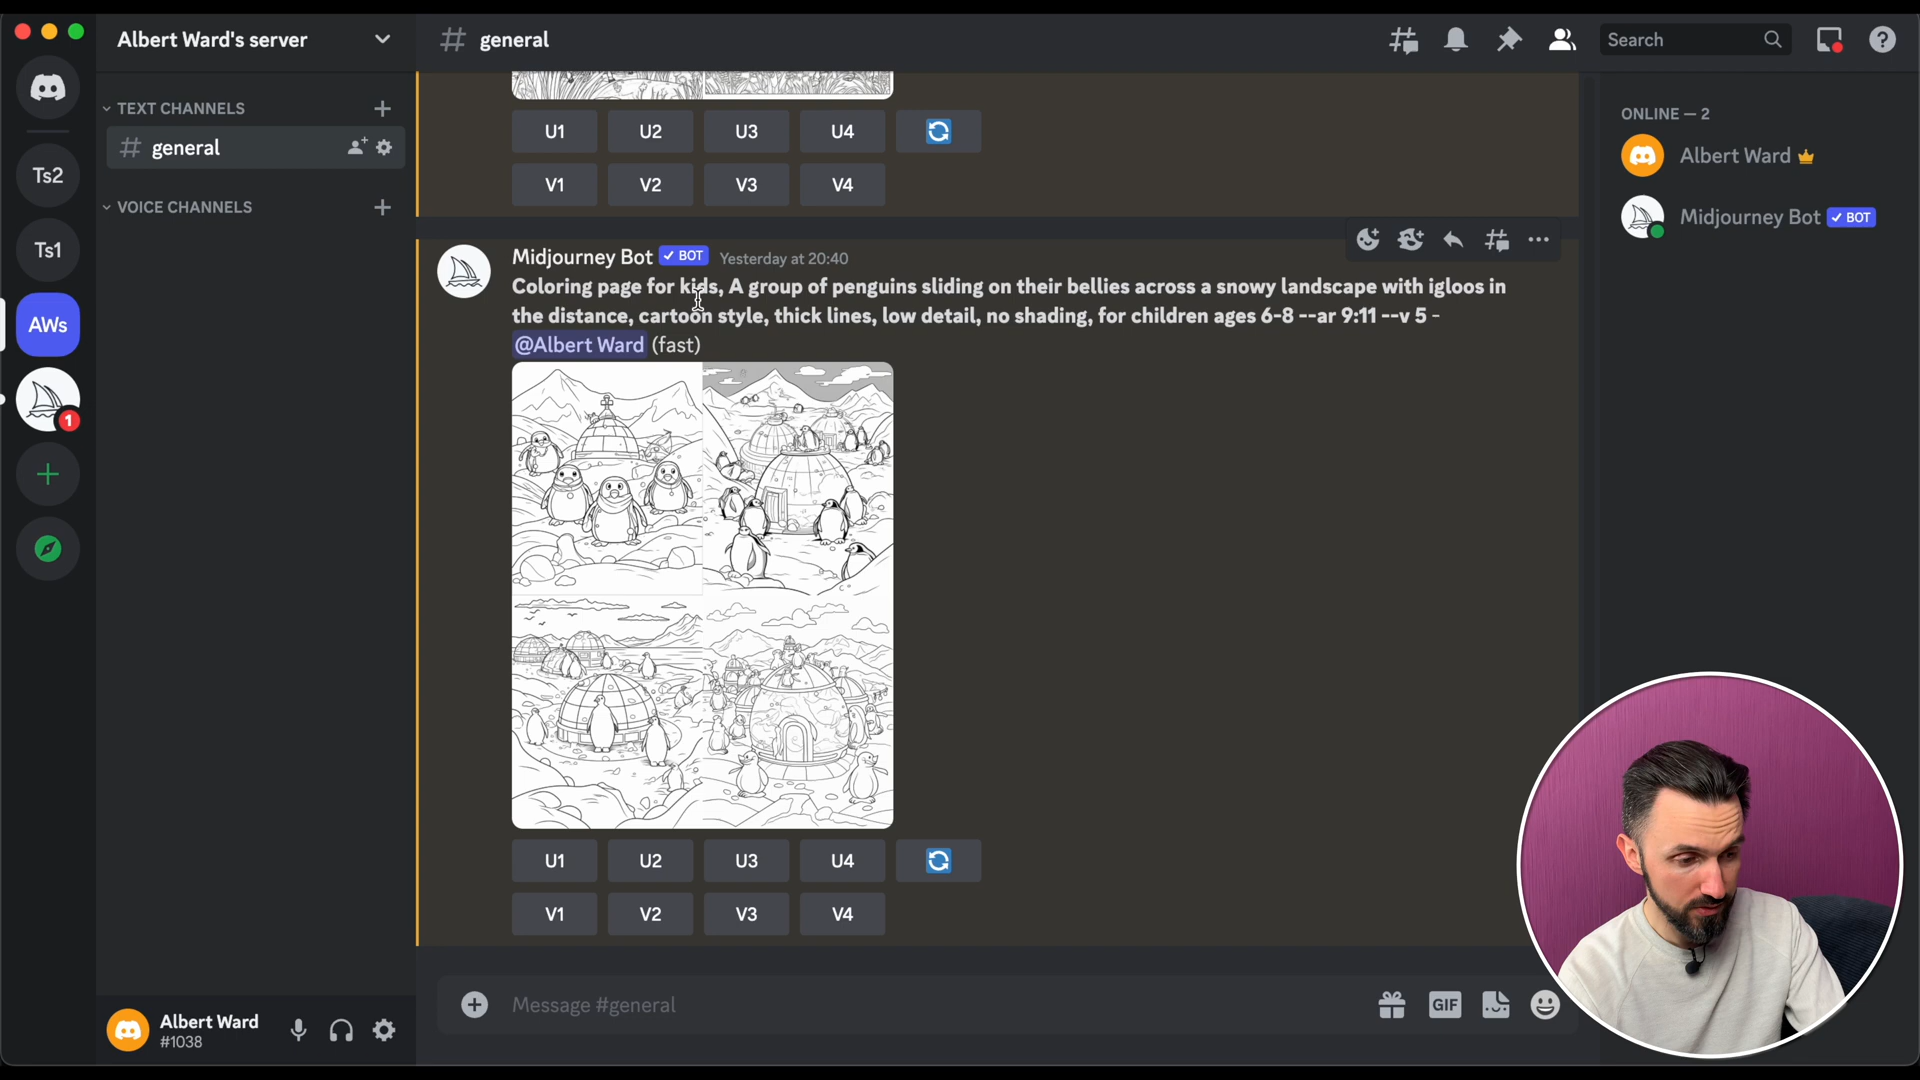 Albert Ward's server
general
Search
TEXT CHANNELS
general
VOICE CHANNELS
Ts2
Ts1
AWs
1
U1 U2 U3 U4
V1 V2 V3 V4
Midjourney Bot ✓ BOT Yesterday at 20:40
Coloring page for kids, A group of penguins sliding on their bellies across a snowy landscape with igloos in
the distance, cartoon style, thick lines, low detail, no shading, for children ages 6-8 --ar 9:11 --v 5 -
@Albert Ward (fast)
U1 U2 U3 U4
V1 V2 V3 V4
Message #general
GIF
ONLINE — 2
Albert Ward
Midjourney Bot ✓ BOT
Albert Ward
#1038